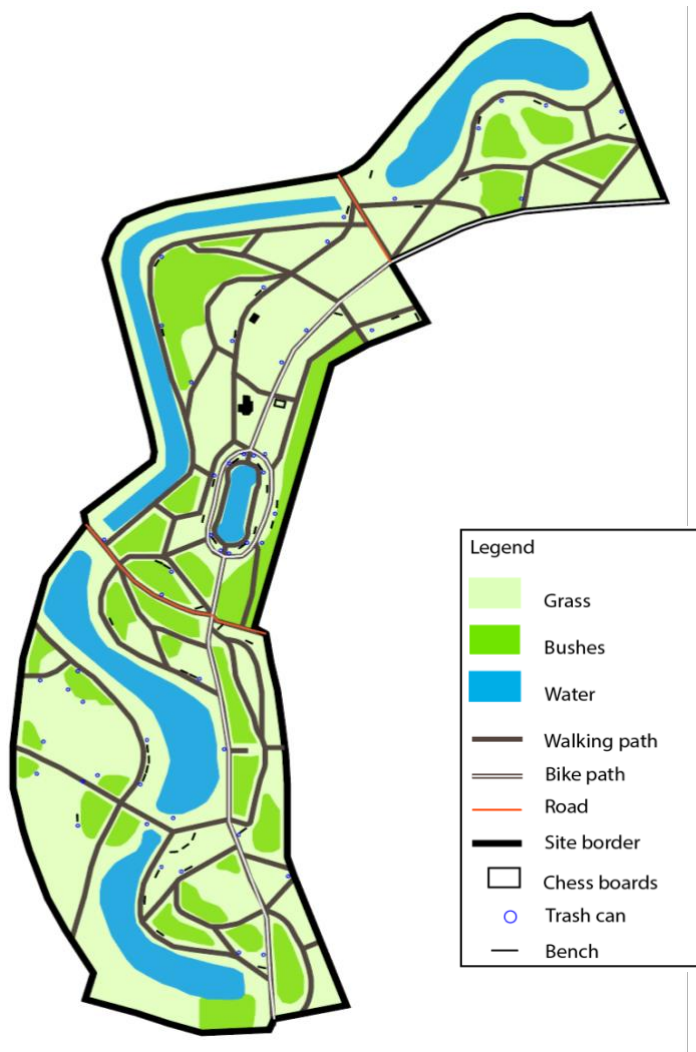 Legend
Grass
Bushes
Water
Walking path
Bike path
Road
Site border
Chess boards
Trash can
Bench